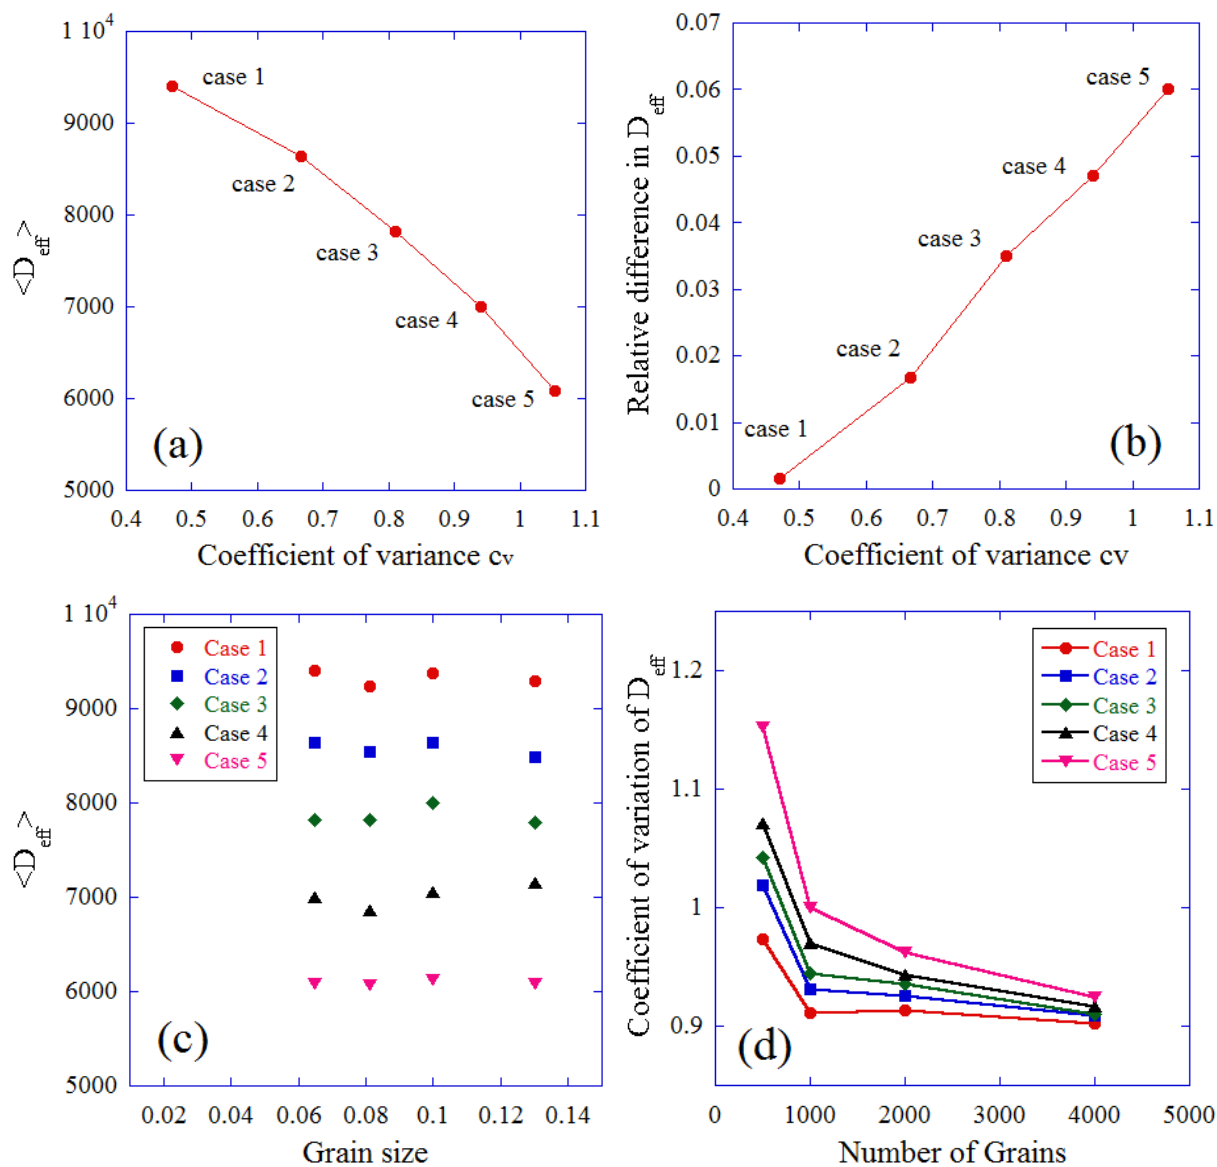 1 10⁴
9000
8000
7000
6000
5000
<D_eff>
case 1
case 2
case 3
case 4
case 5
(a)
0.4 0.5 0.6 0.7 0.8 0.9 1 1.1
Coefficient of variance cv
0.07
0.06
0.05
0.04
0.03
0.02
0.01
0
Relative difference in D_eff
case 5
case 4
case 3
case 2
case 1
(b)
0.4 0.5 0.6 0.7 0.8 0.9 1 1.1
Coefficient of variance cv
1 10⁴
9000
8000
7000
6000
5000
<D_eff>
Case 1
Case 2
Case 3
Case 4
Case 5
(c)
0.02 0.04 0.06 0.08 0.1 0.12 0.14
Grain size
1.2
1.1
1
0.9
Coefficient of variation of D_eff
Case 1
Case 2
Case 3
Case 4
Case 5
(d)
0 1000 2000 3000 4000 5000
Number of Grains